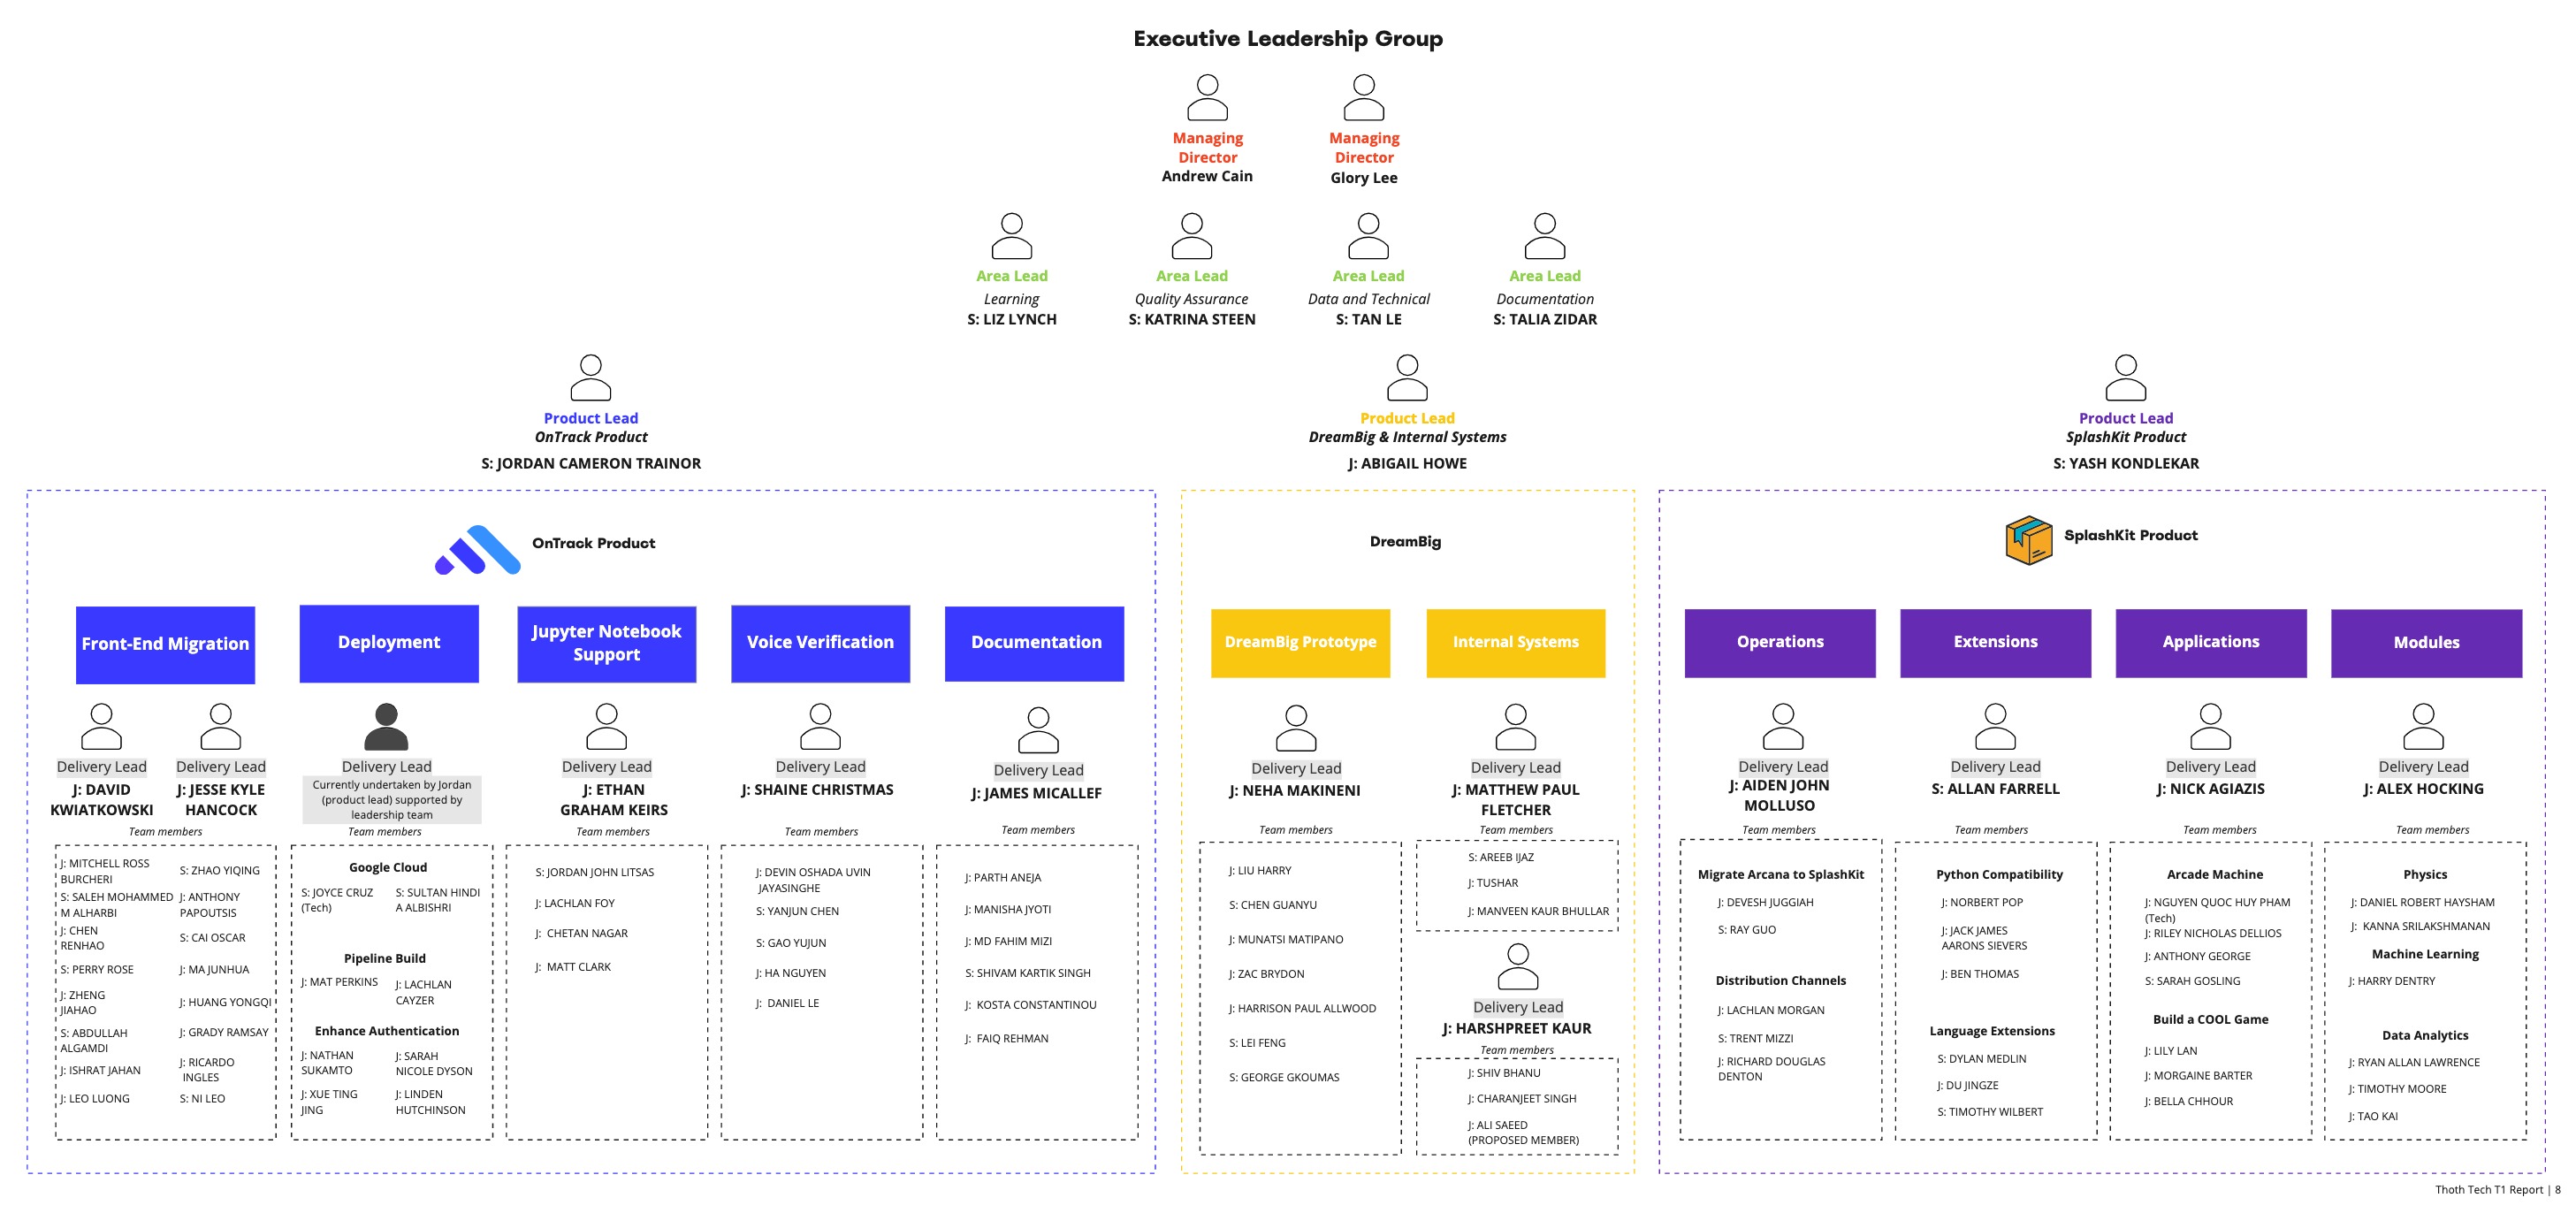 Executive Leadership Group
Managing
Director
Andrew Cain
Managing
Director
Glory Lee
Area Lead
Learning
S: LIZ LYNCH
Area Lead
Quality Assurance
S: KATRINA STEEN
Area Lead
Data and Technical
S: TAN LE
Area Lead
Documentation
S: TALIA ZIDAR
Product Lead
OnTrack Product
S: JORDAN CAMERON TRAINOR
Product Lead
DreamBig & Internal Systems
J: ABIGAIL HOWE
Product Lead
SplashKit Product
S: YASH KONDLEKAR
OnTrack Product
Front-End Migration
Delivery Lead
J: DAVID
KWIATKOWSKI
Delivery Lead
J: JESSE KYLE
HANCOCK
Team members
J: MITCHELL ROSS
BURCHERI
S: SALEH MOHAMMED
M ALHARBI
J: CHEN
RENHAO
S: PERRY ROSE
J: ZHENG
JIAHAO
S: ABDULLAH
ALGAMDI
J: ISHRAT JAHAN
J: LEO LUONG
S: ZHAO YIQING
J: ANTHONY
PAPOUTSIS
S: CAI OSCAR
J: MA JUNHUA
J: HUANG YONGQI
J: GRADY RAMSAY
J: RICARDO
INGLES
S: NI LEO
Deployment
Delivery Lead
Currently undertaken by Jordan
(product lead) supported by
leadership team
Team members
Google Cloud
S: JOYCE CRUZ
(Tech)
S: SULTAN HINDI
A ALBISHRI
Pipeline Build
J: MAT PERKINS
J: LACHLAN
CAYZER
Enhance Authentication
J: NATHAN
SUKAMTO
J: SARAH
NICOLE DYSON
J: XUE TING
JING
J: LINDEN
HUTCHINSON
Jupyter Notebook
Support
Delivery Lead
J: ETHAN
GRAHAM KEIRS
Team members
S: JORDAN JOHN LITSAS
J: LACHLAN FOY
J: CHETAN NAGAR
J: MATT CLARK
Voice Verification
Delivery Lead
J: SHAINE CHRISTMAS
Team members
J: DEVIN OSHADA UVIN
JAYASINGHE
S: YANJUN CHEN
S: GAO YUJUN
J: HA NGUYEN
J: DANIEL LE
Documentation
Delivery Lead
J: JAMES MICALLEF
Team members
J: PARTH ANEJA
J: MANISHA JYOTI
J: MD FAHIM MIZI
S: SHIVAM KARTIK SINGH
J: KOSTA CONSTANTINOU
J: FAIQ REHMAN
DreamBig
DreamBig Prototype
Delivery Lead
J: NEHA MAKINENI
Team members
J: LIU HARRY
S: CHEN GUANYU
J: MUNATSI MATIPANO
J: ZAC BRYDON
J: HARRISON PAUL ALLWOOD
S: LEI FENG
S: GEORGE GKOUMAS
Internal Systems
Delivery Lead
J: MATTHEW PAUL
FLETCHER
Team members
S: AREEB IJAZ
J: TUSHAR
J: MANVEEN KAUR BHULLAR
Delivery Lead
J: HARSHPREET KAUR
Team members
J: SHIV BHANU
J: CHARANJEET SINGH
J: ALI SAEED
(PROPOSED MEMBER)
SplashKit Product
Operations
Delivery Lead
J: AIDEN JOHN
MOLLUSO
Team members
Migrate Arcana to SplashKit
J: DEVESH JUGGIAH
S: RAY GUO
Distribution Channels
J: LACHLAN MORGAN
S: TRENT MIZZI
J: RICHARD DOUGLAS
DENTON
Extensions
Delivery Lead
S: ALLAN FARRELL
Team members
Python Compatibility
J: NORBERT POP
J: JACK JAMES
AARONS SIEVERS
J: BEN THOMAS
Language Extensions
S: DYLAN MEDLIN
J: DU JINGZE
S: TIMOTHY WILBERT
Applications
Delivery Lead
J: NICK AGIAZIS
Team members
Arcade Machine
J: NGUYEN QUOC HUY PHAM
(Tech)
J: RILEY NICHOLAS DELLIOS
J: ANTHONY GEORGE
S: SARAH GOSLING
Build a COOL Game
J: LILY LAN
J: MORGAINE BARTER
J: BELLA CHHOUR
Modules
Delivery Lead
J: ALEX HOCKING
Team members
Physics
J: DANIEL ROBERT HAYSHAM
J: KANNA SRILAKSHMANAN
Machine Learning
J: HARRY DENTRY
Data Analytics
J: RYAN ALLAN LAWRENCE
J: TIMOTHY MOORE
J: TAO KAI
Thoth Tech T1 Report | 8